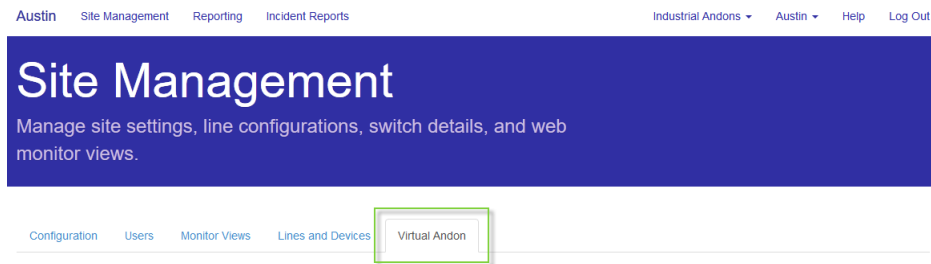 Austin Site Management Reporting Incident Reports Industrial Andons Austin Help Log Out
Site Management
Manage site settings, line configurations, switch details, and web
monitor views.
Configuration Users Monitor Views Lines and Devices Virtual Andon